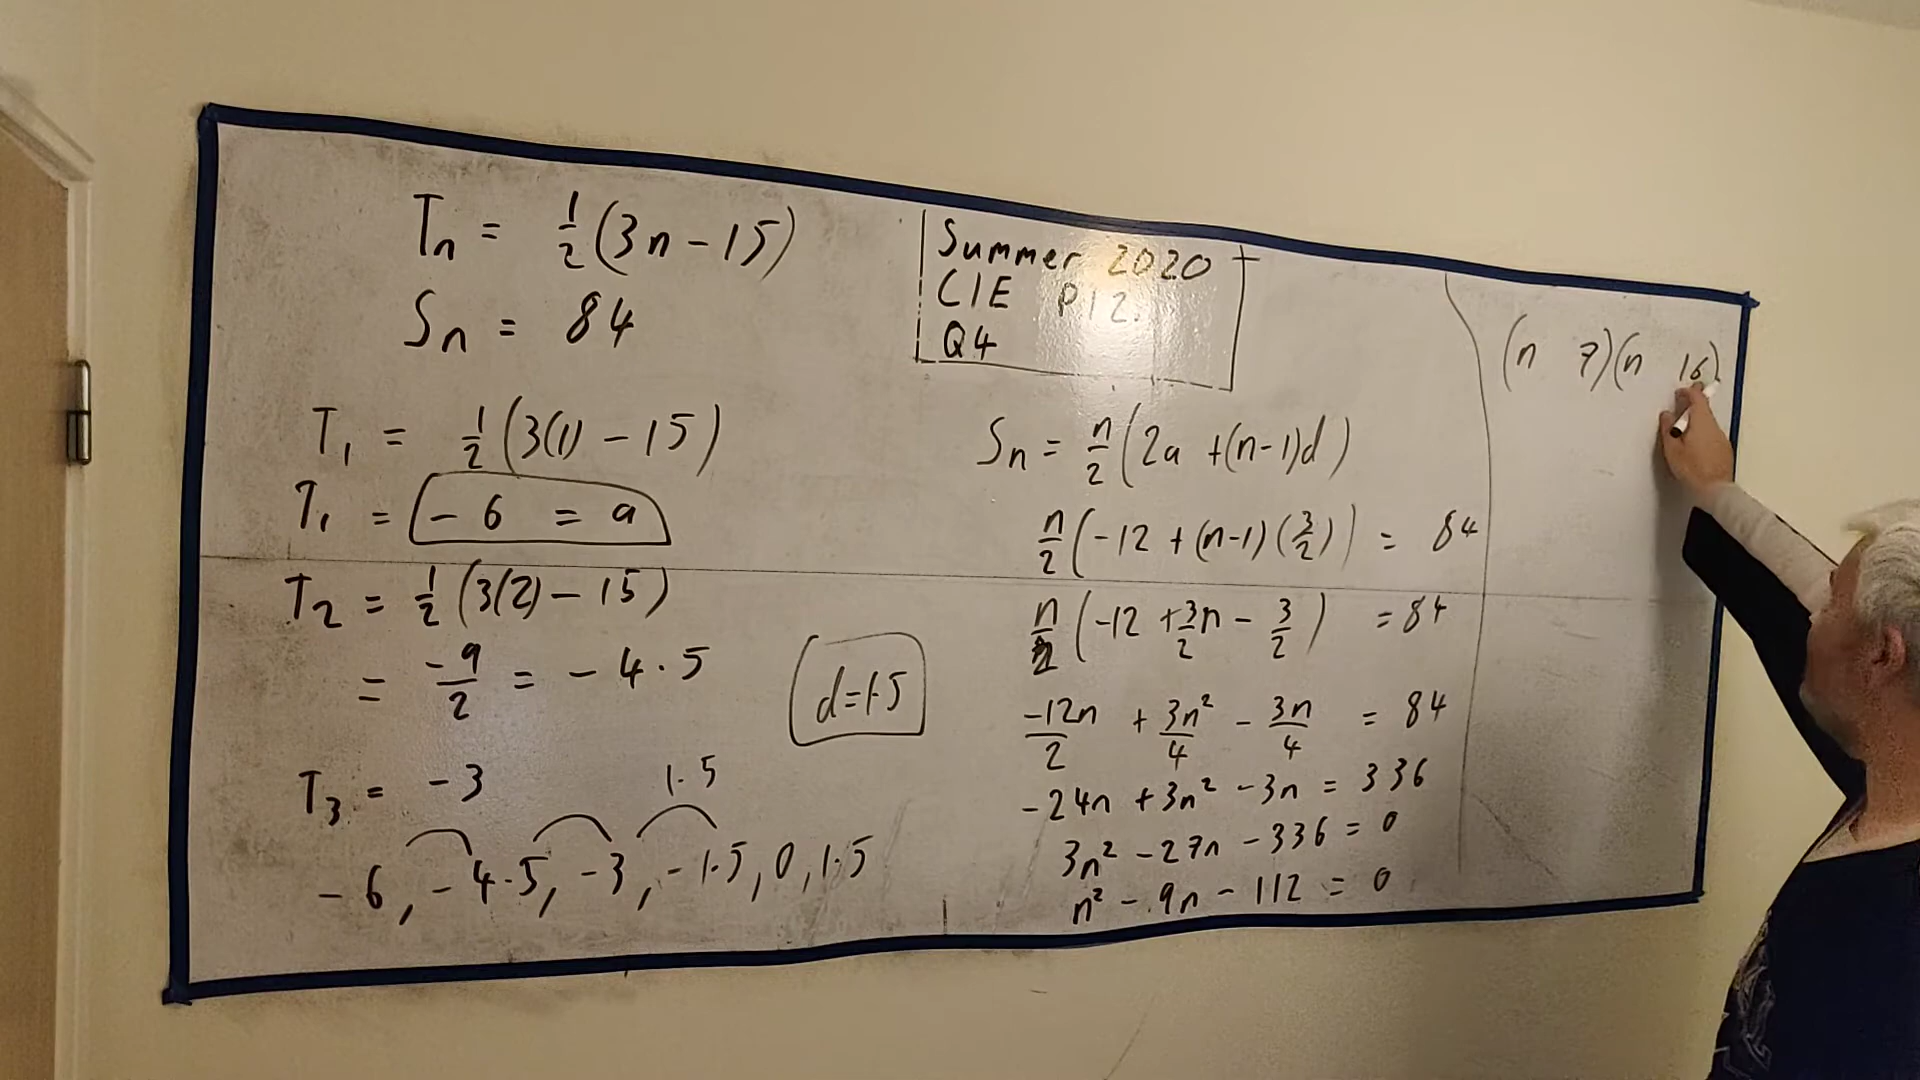 Tn = 1/2 (3n - 15)
Sn = 84
Summer 2020
CIE P12.
Q4
T1 = 1/2 (3(1) - 15)
T1 = - 6 = a
T2 = 1/2 (3(2) - 15)
= -9/2 = - 4.5
d=1.5
T3 = - 3
1.5
- 6, - 4.5, - 3, - 1.5, 0, 1.5
Sn = n/2 (2a + (n-1)d)
n/2 (-12 + (n-1)(3/2)) = 84
n/2 (-12 + 3/2 n - 3/2) = 84
-12n/2 + 3n²/4 - 3n/4 = 84
-24n + 3n² - 3n = 336
3n² - 27n - 336 = 0
n² - 9n - 112 = 0
(n 7)(n 16)